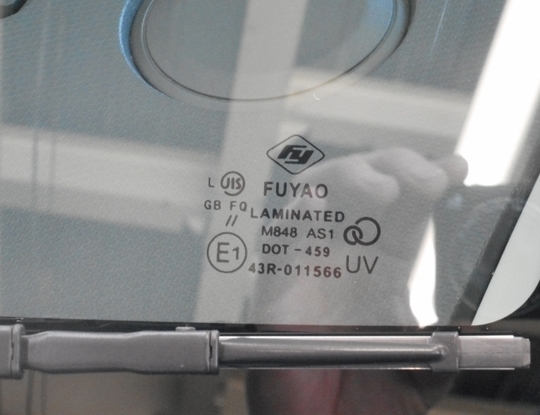 Fy
L JIS FUYAO
GB FQ LAMINATED
// M848 AS1
E1 DOT-459
43R-011566 UV